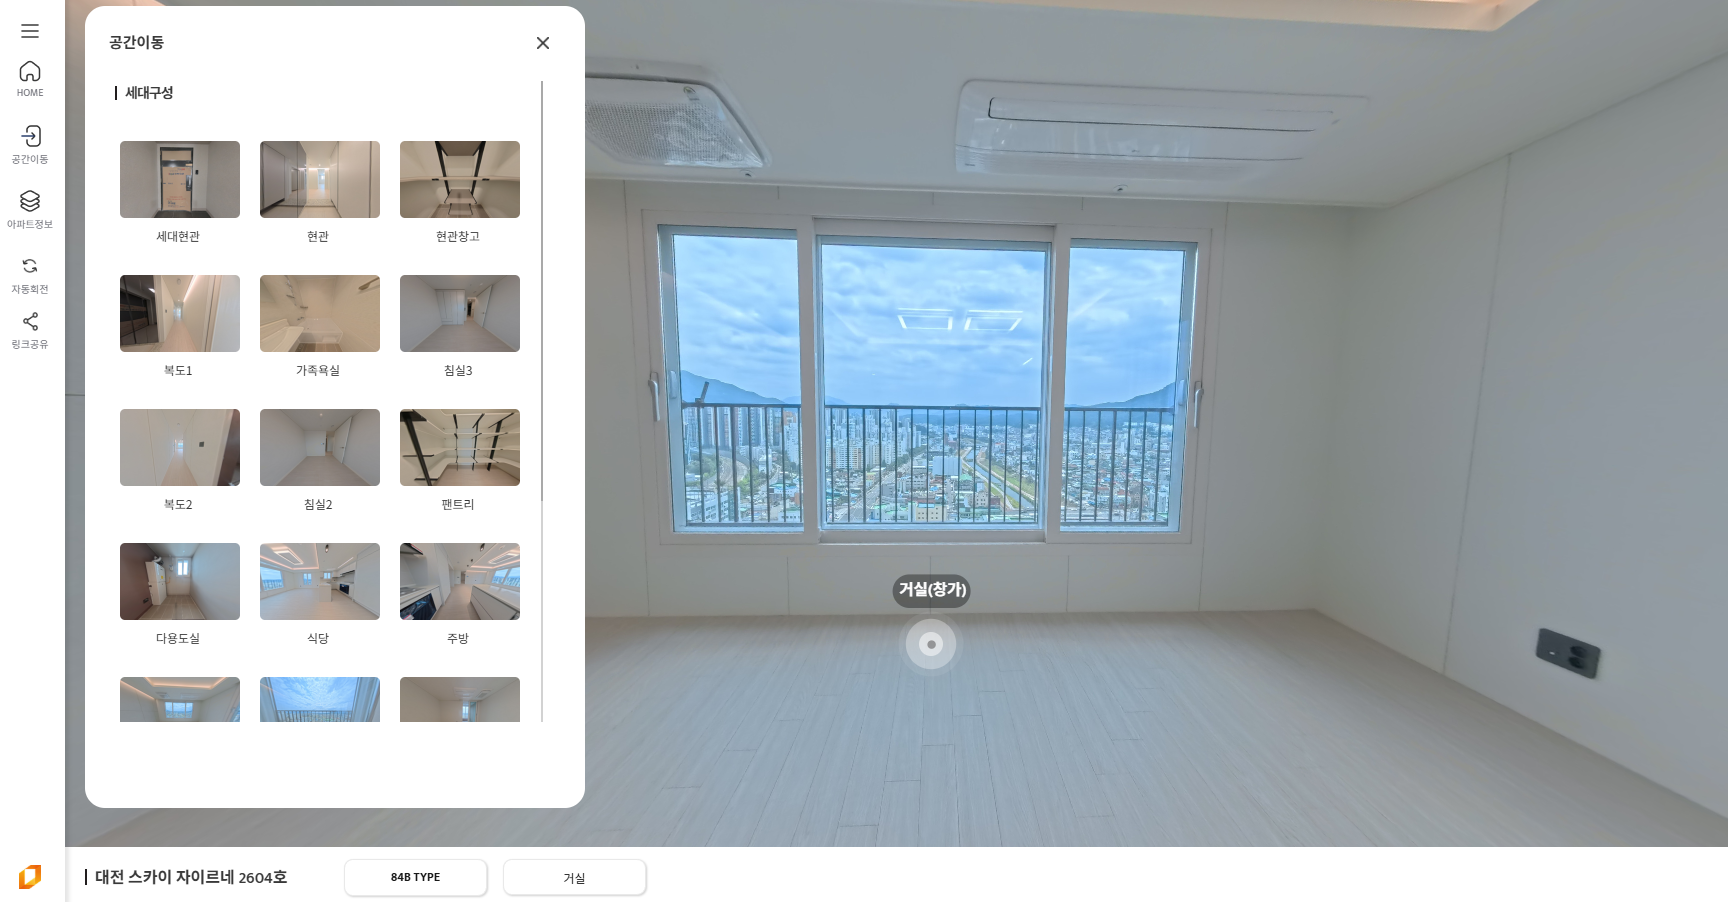 HOME
공간이동
아파트정보
자동회전
링크공유
공간이동
세대구성
세대현관
현관
현관창고
복도1
가족욕실
침실3
복도2
침실2
팬트리
다용도실
식당
주방
거실(창가)
대전 스카이 자이르네 2604호
84B TYPE
거실